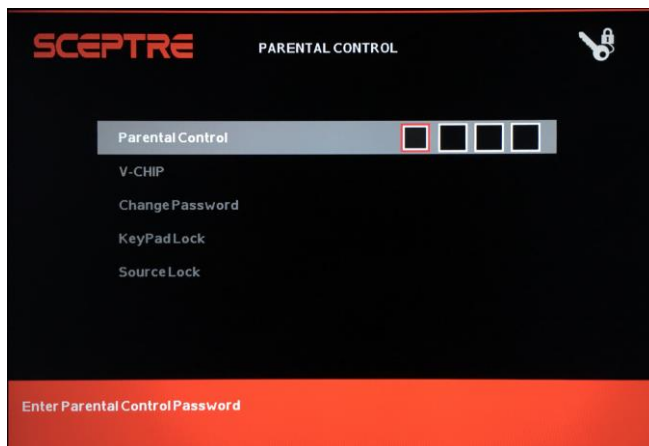 SCEPTRE
PARENTAL CONTROL
Parental Control
V-CHIP
Change Password
KeyPad Lock
Source Lock
Enter Parental Control Password